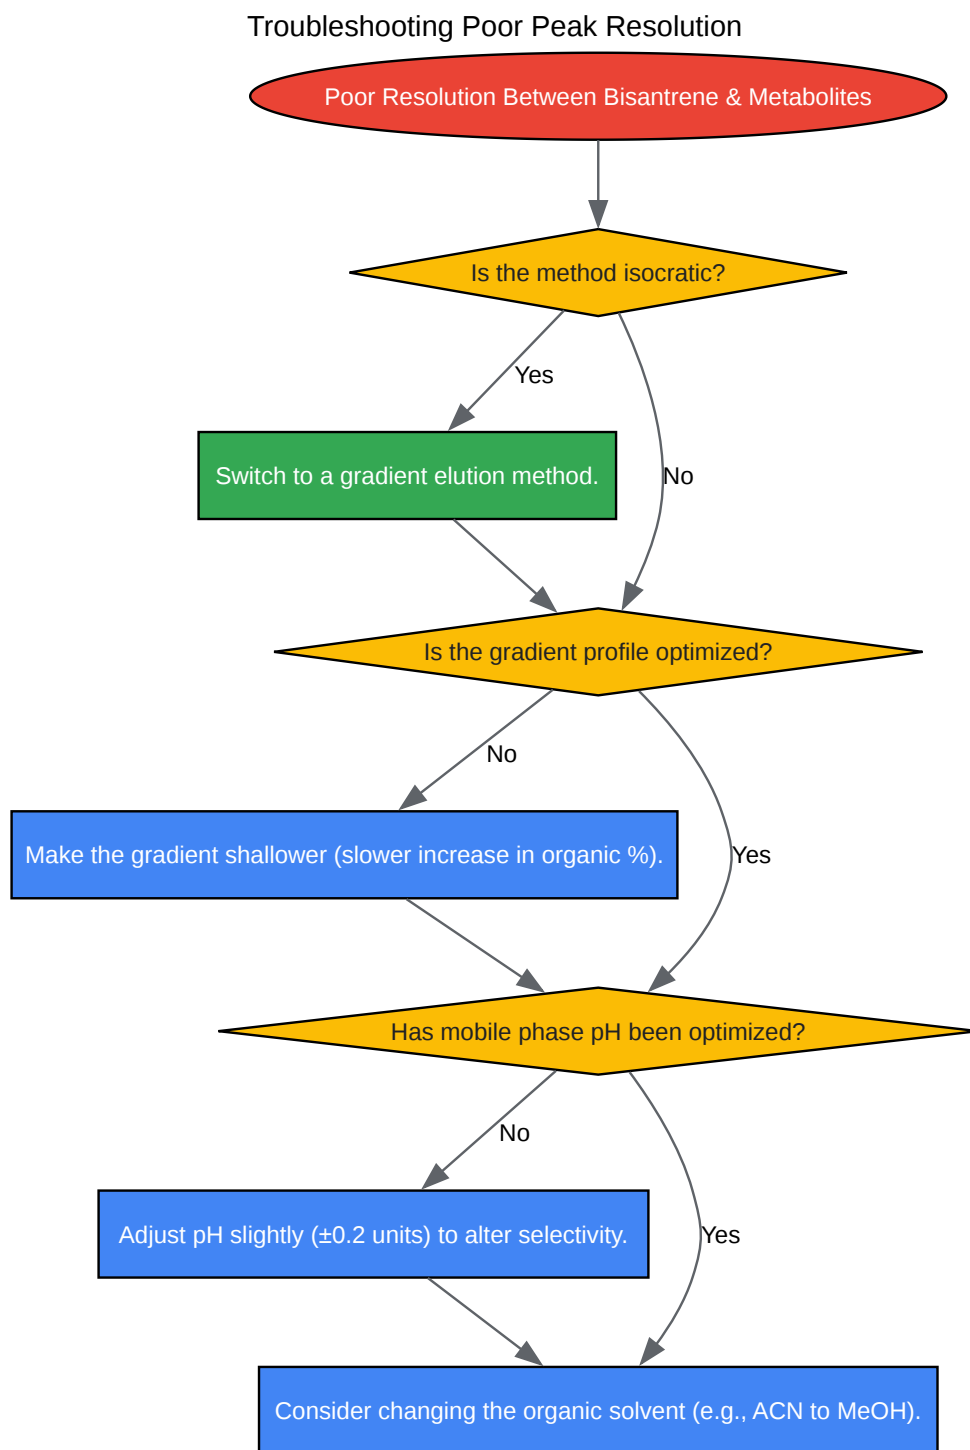 Troubleshooting Poor Peak Resolution
Poor Resolution Between Bisantrene & Metabolites
Is the method isocratic?
Yes
Switch to a gradient elution method.
No
Is the gradient profile optimized?
No
Make the gradient shallower (slower increase in organic %).
Yes
Has mobile phase pH been optimized?
No
Adjust pH slightly (±0.2 units) to alter selectivity.
Yes
Consider changing the organic solvent (e.g., ACN to MeOH).